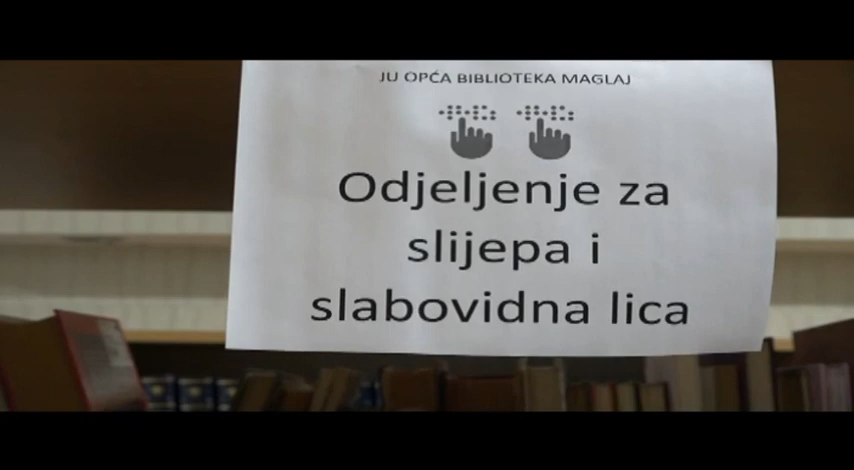 JU OPĆA BIBLIOTEKA MAGLAJ
Odjeljenje za
slijepa i
slabovidna lica